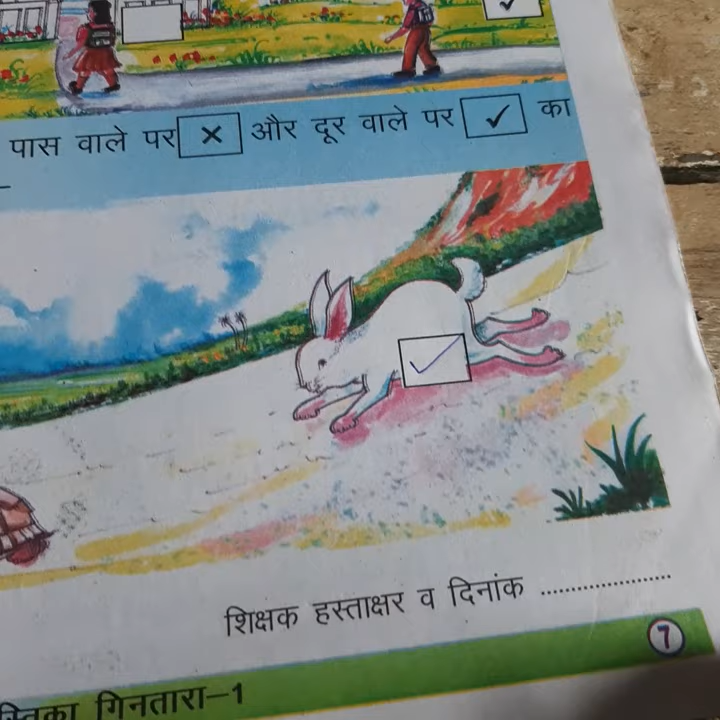 पास वाले पर × और दूर वाले पर ✓ का
शिक्षक हस्ताक्षर व दिनांक ......................
7
गिनतारा–1